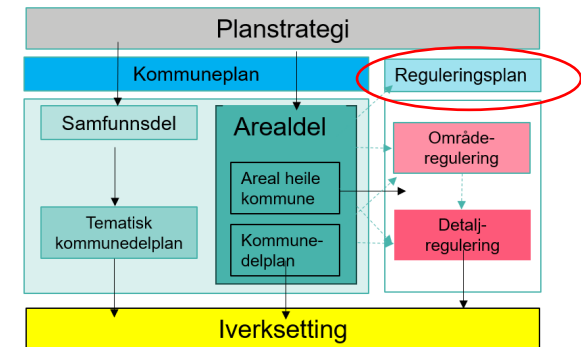 Planstrategi
Kommuneplan
Reguleringsplan
Samfunnsdel
Arealdel
Område-
regulering
Areal heile
kommune
Tematisk
kommunedelplan
Kommune-
delplan
Detalj-
regulering
Iverksetting